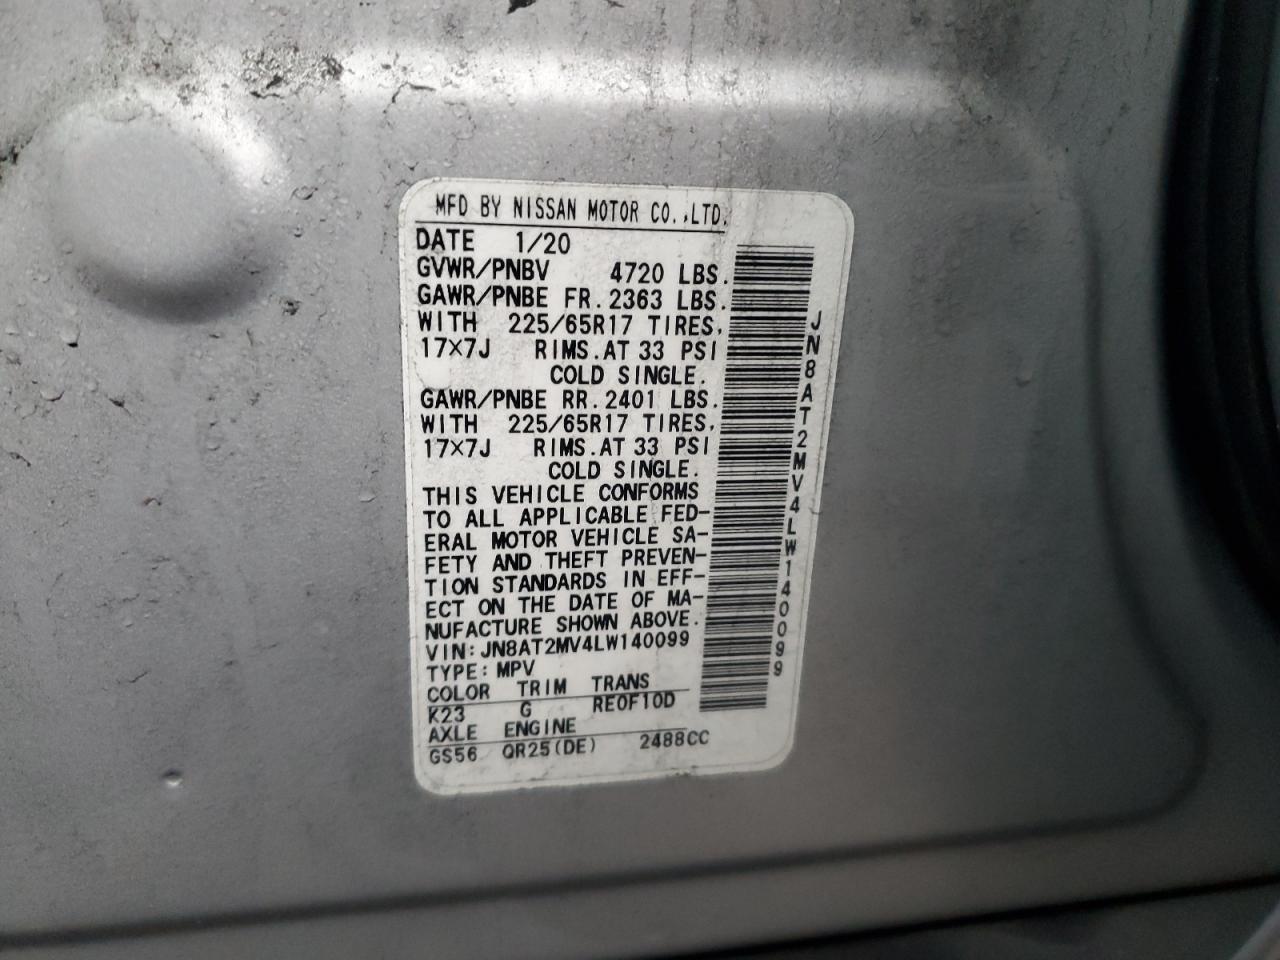 MFD BY NISSAN MOTOR CO.,LTD.
DATE 1/20
GVWR/PNBV 4720 LBS.
GAWR/PNBE FR. 2363 LBS.
WITH 225/65R17 TIRES,
17×7J RIMS.AT 33 PSI
COLD SINGLE.
GAWR/PNBE RR. 2401 LBS.
WITH 225/65R17 TIRES,
17×7J RIMS.AT 33 PSI
COLD SINGLE.
THIS VEHICLE CONFORMS
TO ALL APPLICABLE FED-
ERAL MOTOR VEHICLE SA-
FETY AND THEFT PREVEN-
TION STANDARDS IN EFF-
ECT ON THE DATE OF MA-
NUFACTURE SHOWN ABOVE.
VIN: JN8AT2MV4LW140099
TYPE: MPV
COLOR TRIM TRANS
K23 G RE0F10D
AXLE ENGINE
GS56 QR25(DE) 2488CC
JN8AT2MV4LW140099